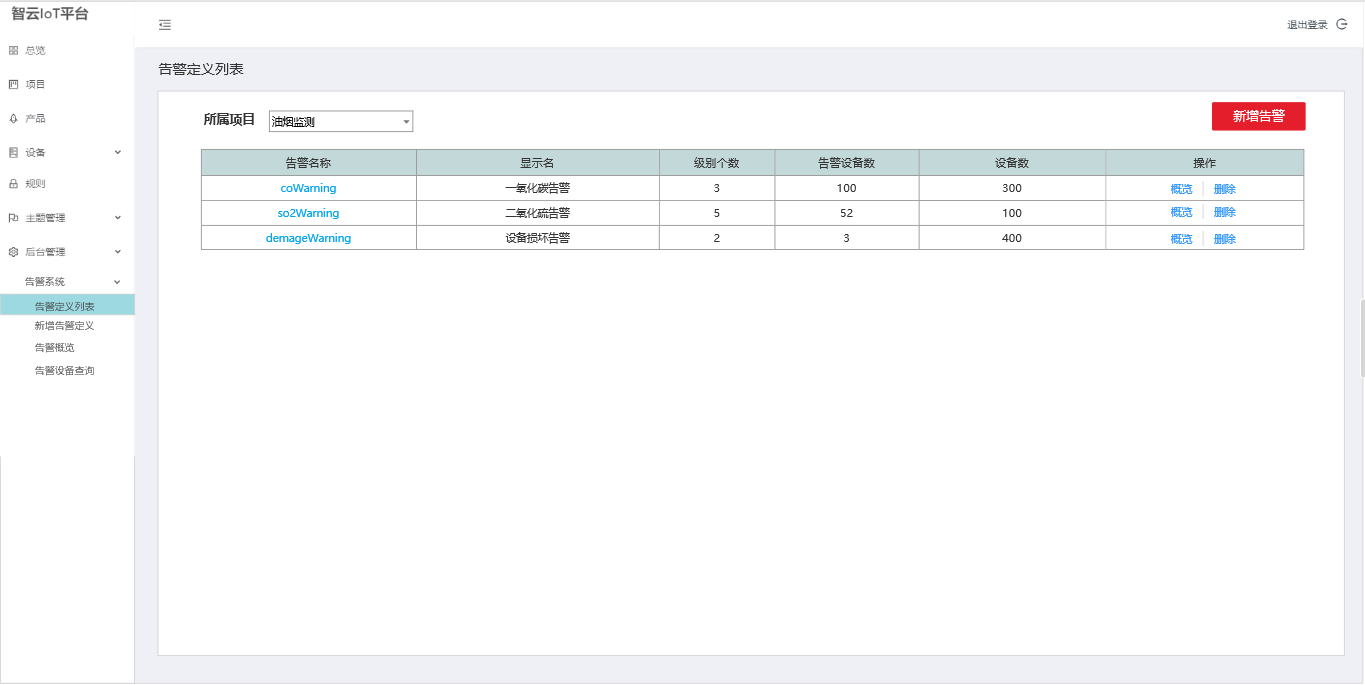 智云IoT平台
退出登录
总览
项目
产品
设备
规则
主题管理
后台管理
告警系统
告警定义列表
新增告警定义
告警概览
告警设备查询
告警定义列表
所属项目 油烟监测 新增告警
告警名称 显示名 级别个数 告警设备数 设备数 操作
coWarning 一氧化碳告警 3 100 300 概览 删除
so2Warning 二氧化硫告警 5 52 100 概览 删除
demageWarning 设备损坏告警 2 3 400 概览 删除